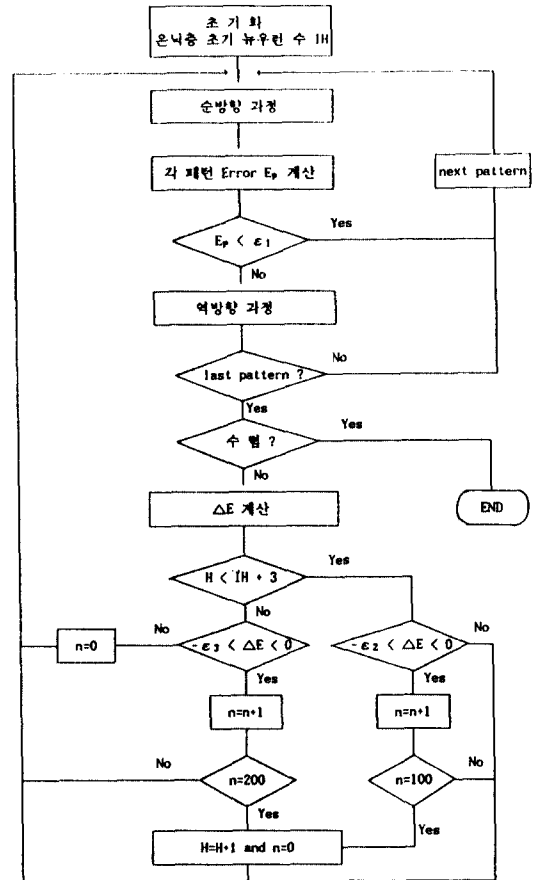 초 기 화
은닉층 초기 뉴우런 수 IH
순방향 과정
각 패턴 Error Ep 계산
next pattern
Ep < ε1
Yes
No
역방향 과정
last pattern ?
No
Yes
수 렴 ?
Yes
No
△E 계산
END
H < IH + 3
Yes
No
n=0
No
-ε3 < △E < 0
-ε2 < △E < 0
No
Yes
Yes
n=n+1
n=n+1
No
n=200
n=100
No
Yes
Yes
H=H+1 and n=0